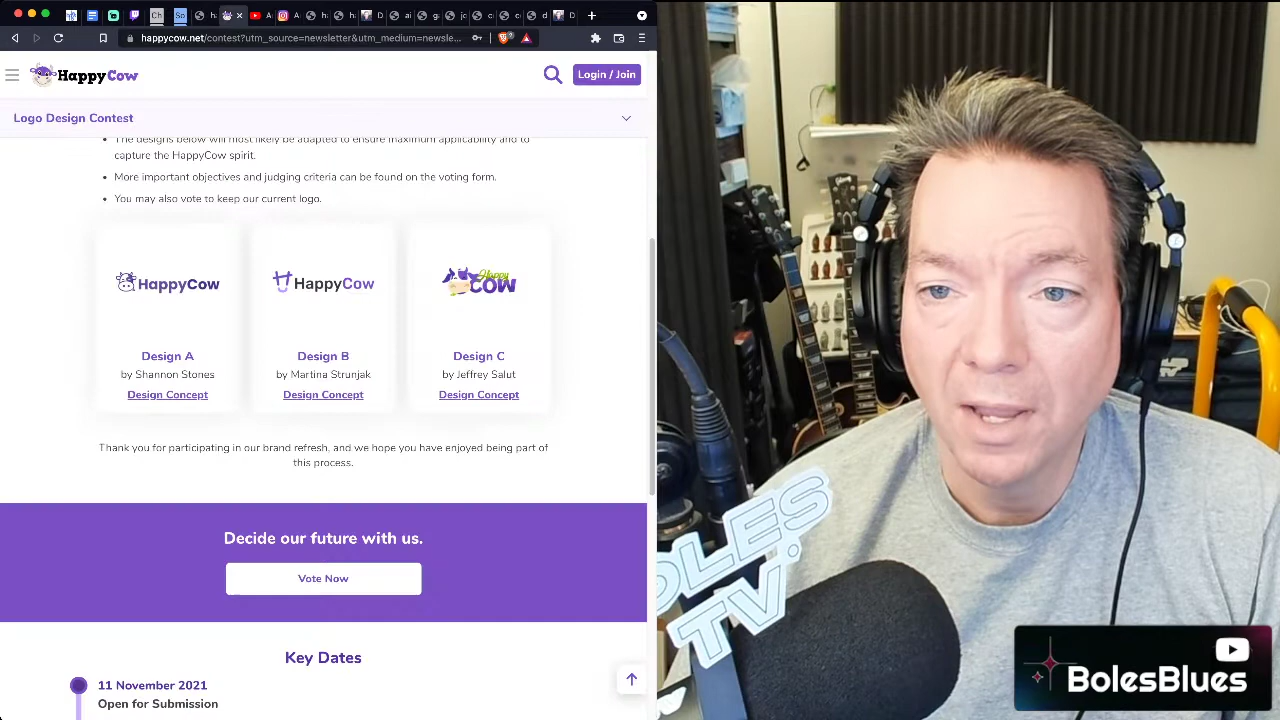 happycow.net/contest?utm_source=newsletter&utm_medium=newsle...
HappyCow
Login / Join
Logo Design Contest
below will most likely be adapted to ensure maximum applicability and to
capture the HappyCow spirit.
More important objectives and judging criteria can be found on the voting form.
You may also vote to keep our current logo.
HappyCow
HappyCow
Happy
COW
Design A
Design B
Design C
by Shannon Stones
by Martina Strunjak
by Salut
Design Concept
Design Concept
Design Concept
Thank you for participating in our brand refresh, and we hope you have enjoyed being part of
this process.
Decide our future with us.
Vote Now
Key Dates
11 November 2021
Open for Submission
OLES
TV
BolesBlues